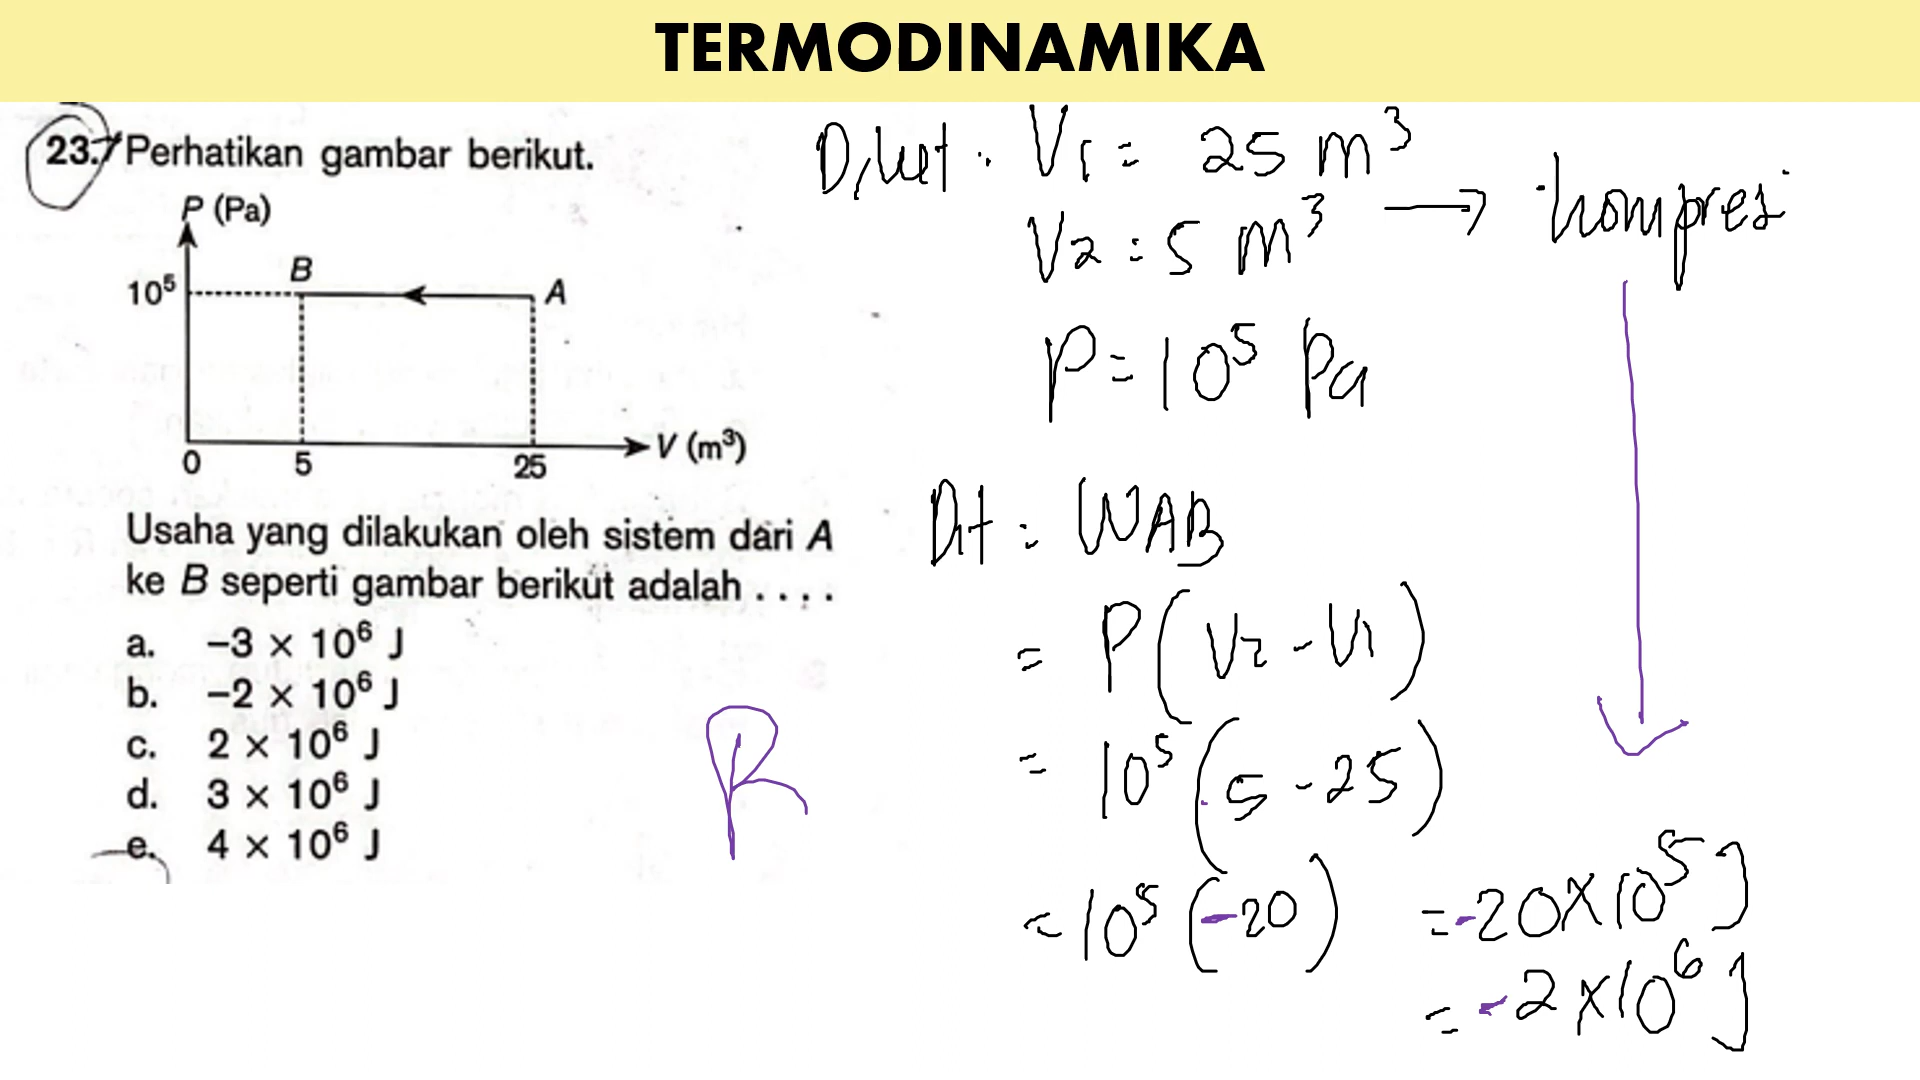 TERMODINAMIKA
23. Perhatikan gambar berikut.
P (Pa)
10⁵
B
A
0
5
25
V (m³)
Usaha yang dilakukan oleh sistem dari A
ke B seperti gambar berikut adalah . . . .
a. –3 × 10⁶ J
b. –2 × 10⁶ J
c. 2 × 10⁶ J
d. 3 × 10⁶ J
e. 4 × 10⁶ J
Diket : V1 = 25 m³
V2 = 5 m³ → kompresi
P = 10⁵ Pa
Dit = WAB
= P(V2 - V1)
= 10⁵ (5 - 25)
= 10⁵ (-20) = -20 x 10⁵ J
= -2 x 10⁶ J
R